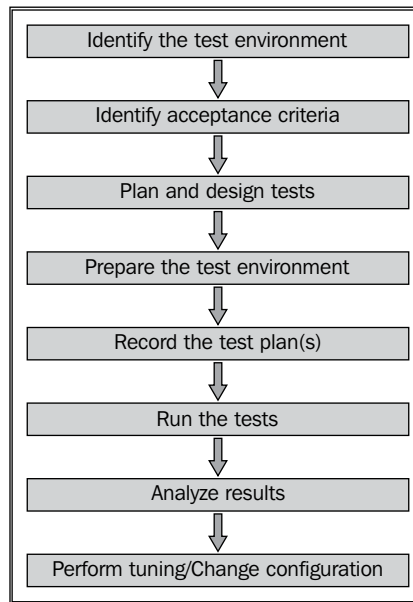 Identify the test environment
Identify acceptance criteria
Plan and design tests
Prepare the test environment
Record the test plan(s)
Run the tests
Analyze results
Perform tuning/Change configuration